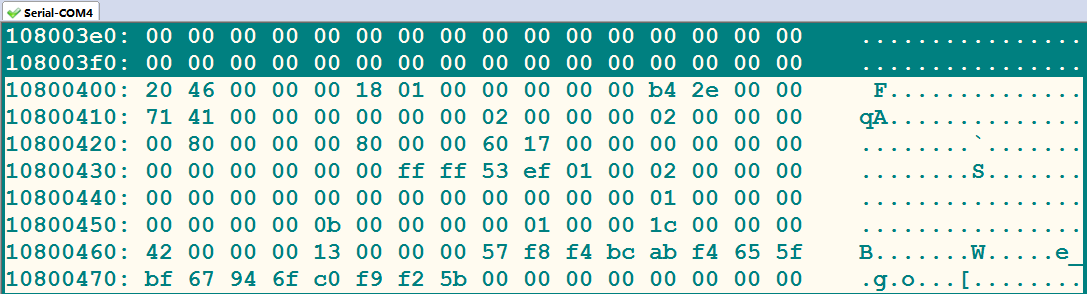 Serial-COM4
108003e0: 00 00 00 00 00 00 00 00 00 00 00 00 00 00 00 00    ................
108003f0: 00 00 00 00 00 00 00 00 00 00 00 00 00 00 00 00    ................
10800400: 20 46 00 00 00 18 01 00 00 00 00 00 b4 2e 00 00     F..............
10800410: 71 41 00 00 00 00 00 00 02 00 00 00 02 00 00 00    qA..............
10800420: 00 80 00 00 00 80 00 00 60 17 00 00 00 00 00 00    ........`.......
10800430: 00 00 00 00 00 00 ff ff 53 ef 01 00 02 00 00 00    ........S.......
10800440: 00 00 00 00 00 00 00 00 00 00 00 00 01 00 00 00    ................
10800450: 00 00 00 00 0b 00 00 00 00 01 00 00 1c 00 00 00    ................
10800460: 42 00 00 00 13 00 00 00 57 f8 f4 bc ab f4 65 5f    B.......W.....e_
10800470: bf 67 94 6f c0 f9 f2 5b 00 00 00 00 00 00 00 00    .g.o...[........